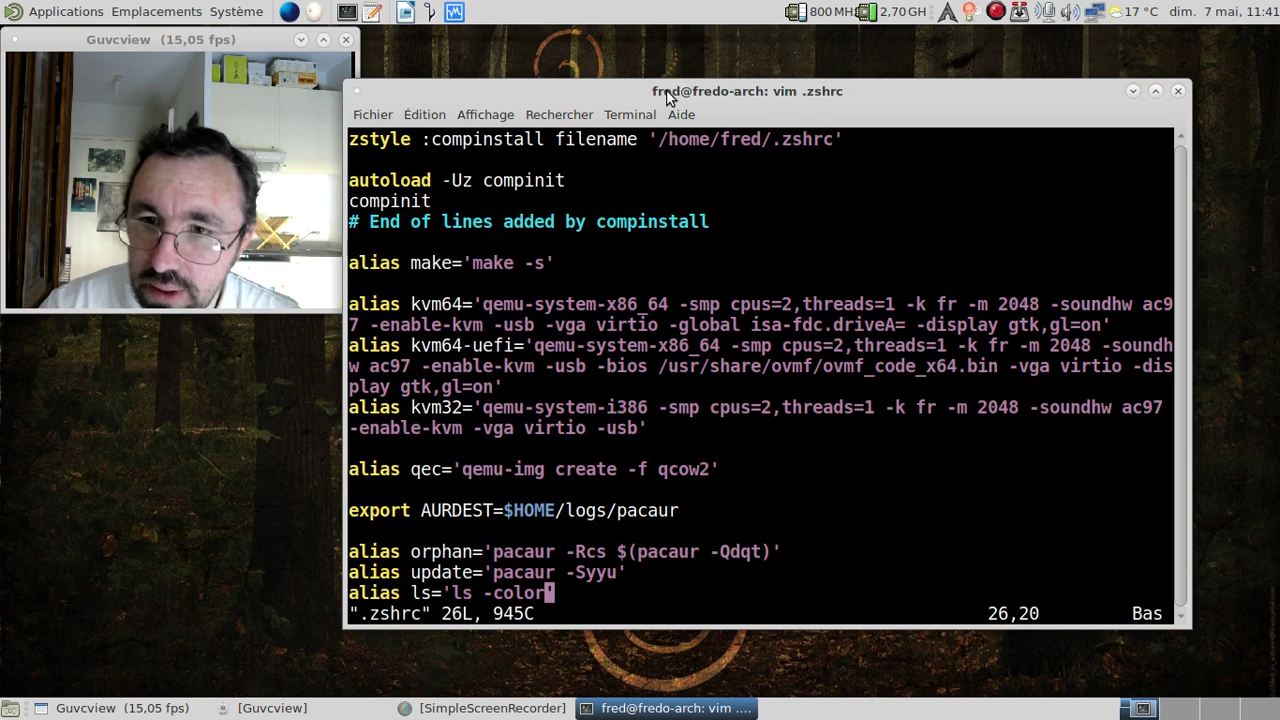 Applications Emplacements Système
800 MH 2,70 GH 17 °C dim. 7 mai, 11:41
Guvcview (15,05 fps)
fred@fredo-arch: vim .zshrc
Fichier Édition Affichage Rechercher Terminal Aide
zstyle :compinstall filename '/home/fred/.zshrc'
autoload -Uz compinit
compinit
# End of lines added by compinstall
alias make='make -s'
alias kvm64='qemu-system-x86_64 -smp cpus=2,threads=1 -k fr -m 2048 -soundhw ac9
7 -enable-kvm -usb -vga virtio -global isa-fdc.driveA= -display gtk,gl=on'
alias kvm64-uefi='qemu-system-x86_64 -smp cpus=2,threads=1 -k fr -m 2048 -soundh
w ac97 -enable-kvm -usb -bios /usr/share/ovmf/ovmf_code_x64.bin -vga virtio -dis
play gtk,gl=on'
alias kvm32='qemu-system-i386 -smp cpus=2,threads=1 -k fr -m 2048 -soundhw ac97
-enable-kvm -vga virtio -usb'
alias qec='qemu-img create -f qcow2'
export AURDEST=$HOME/logs/pacaur
alias orphan='pacaur -Rcs $(pacaur -Qdqt)'
alias update='pacaur -Syyu'
alias ls='ls -color'
".zshrc" 26L, 945C 26,20 Bas
Guvcview (15,05 fps) [Guvcview] [SimpleScreenRecorder] fred@fredo-arch: vim ....